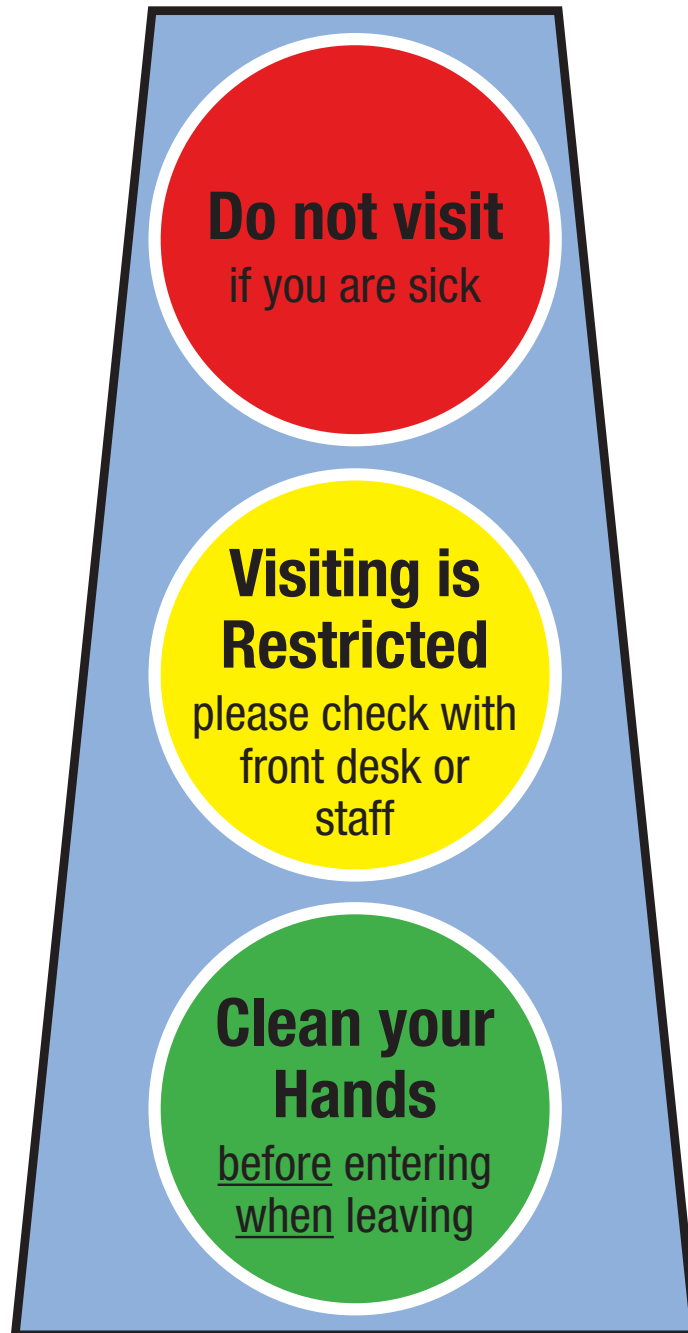 Do not visit
if you are sick
Visiting is
Restricted
please check with
front desk or
staff
Clean your
Hands
before entering
when leaving